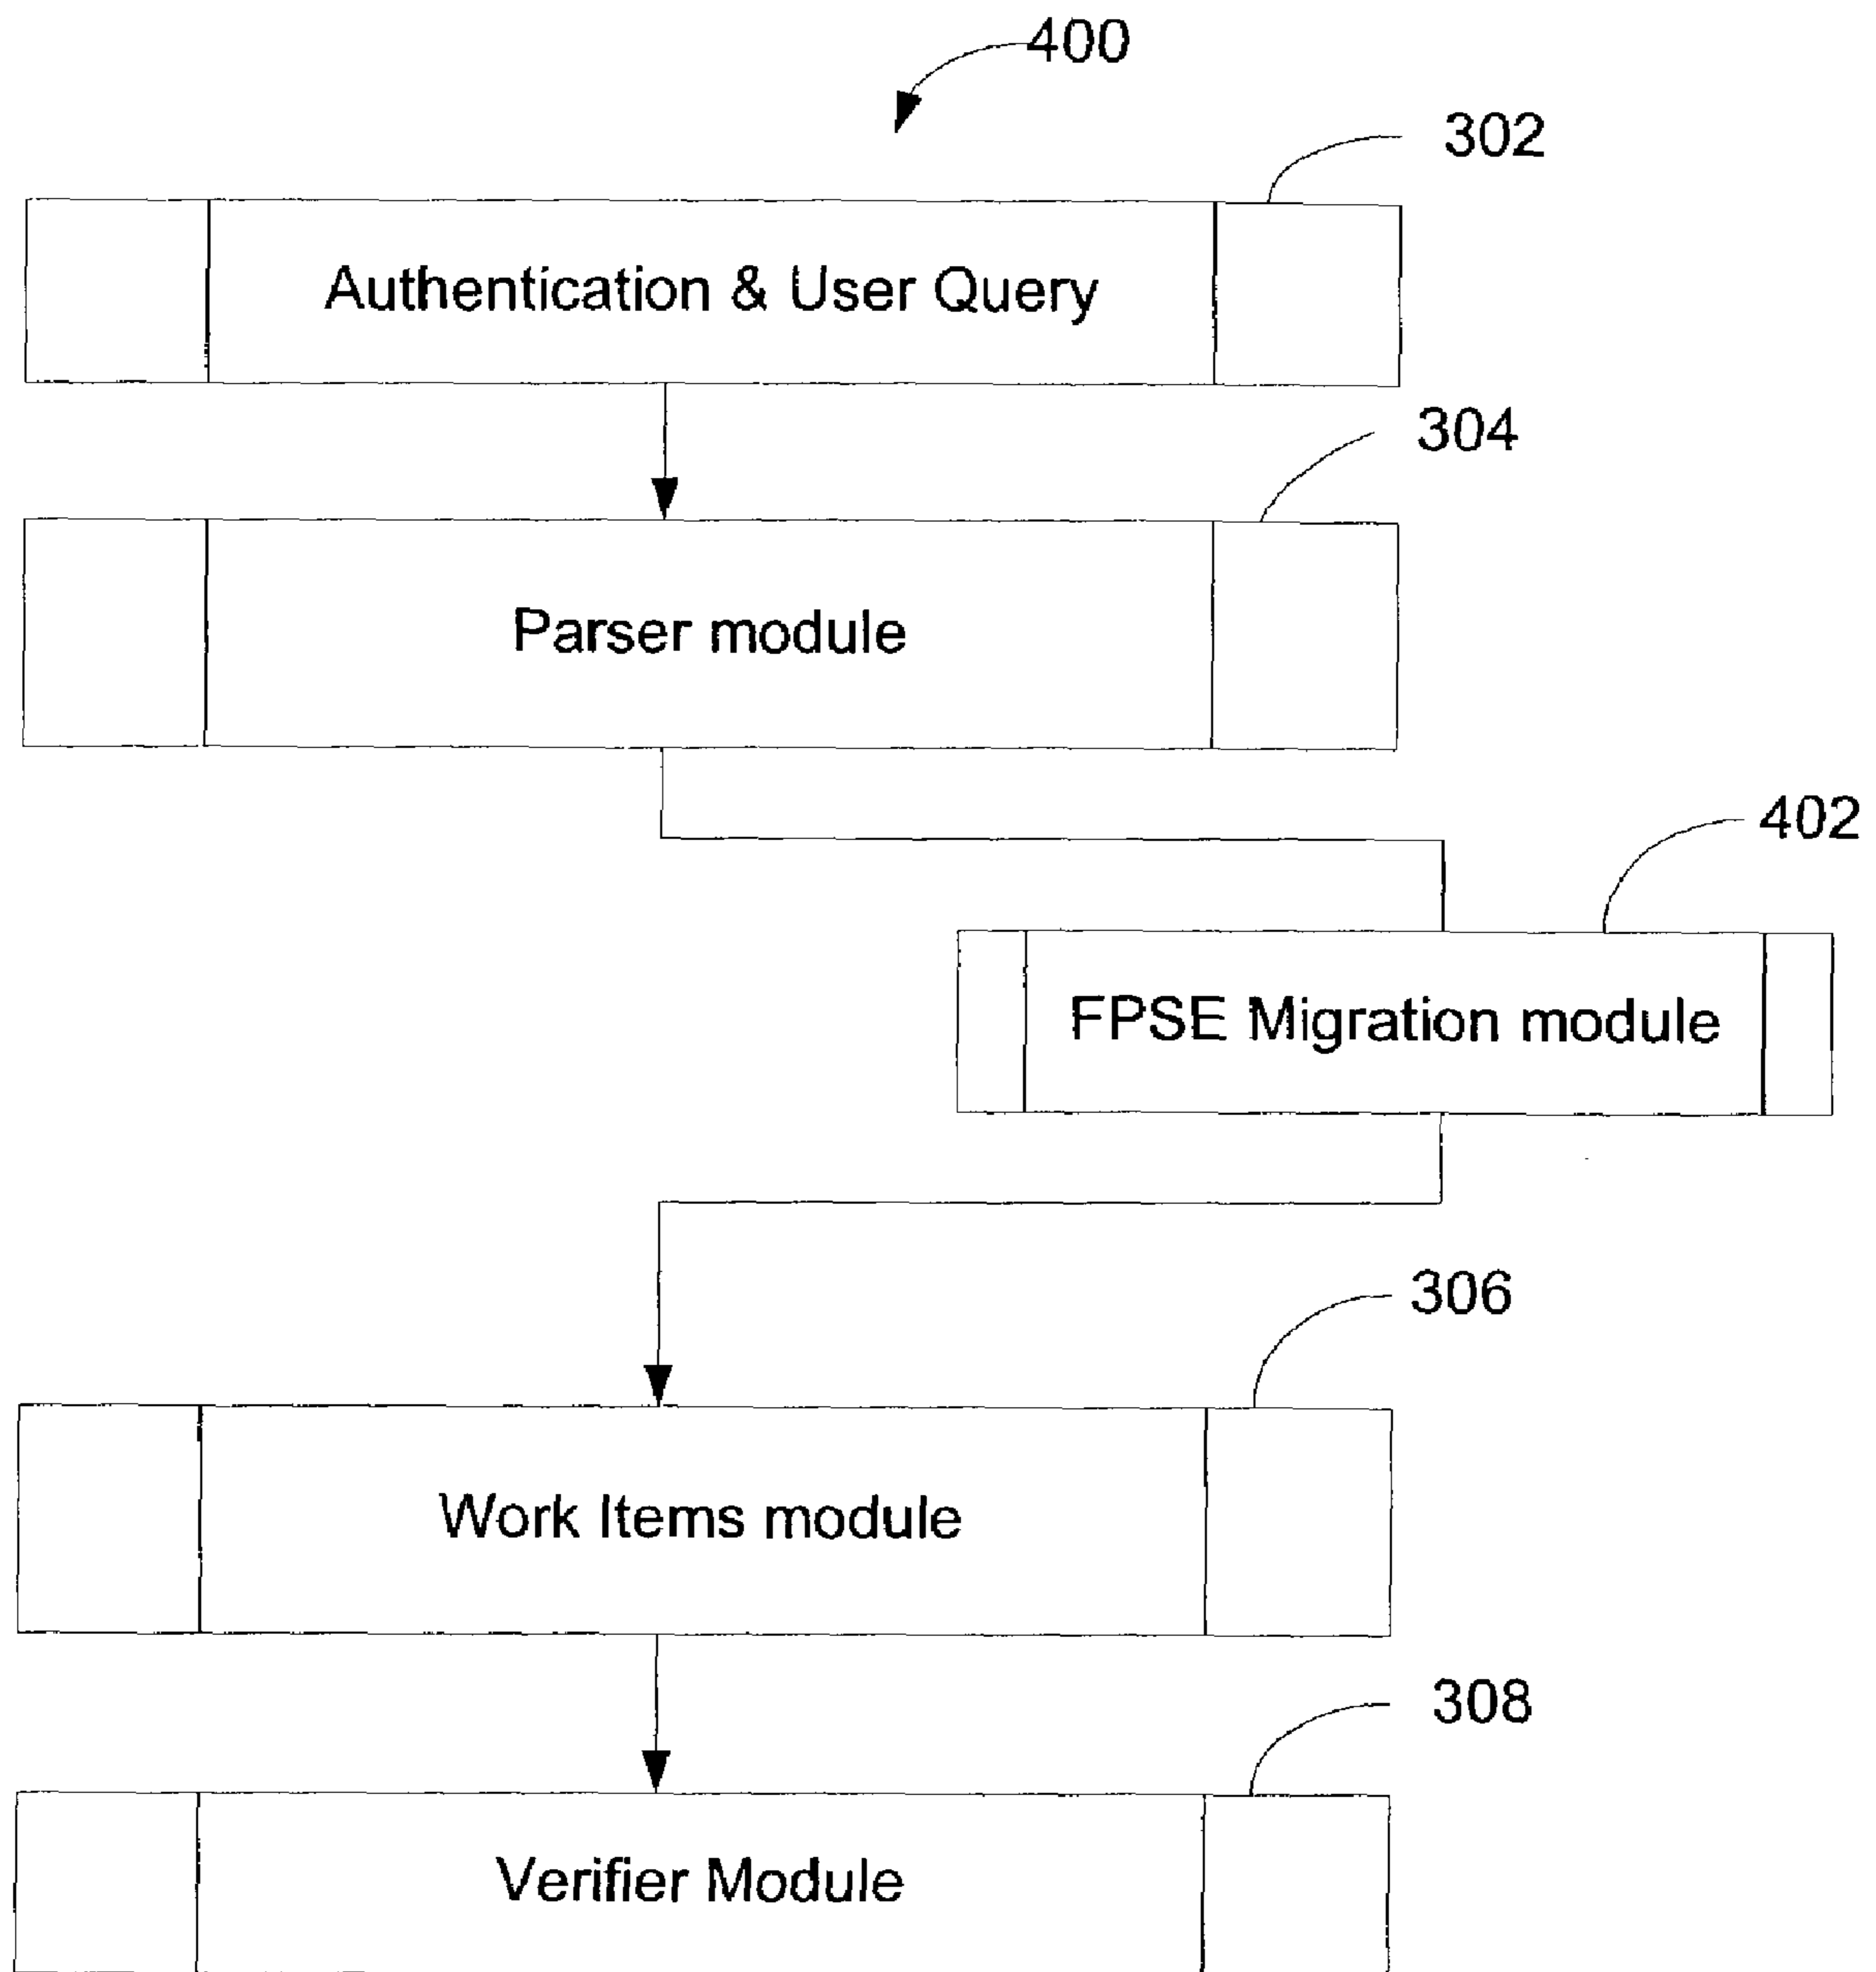 400
302
Authentication & User Query
304
Parser module
402
FPSE Migration module
306
Work Items module
308
Verifier Module